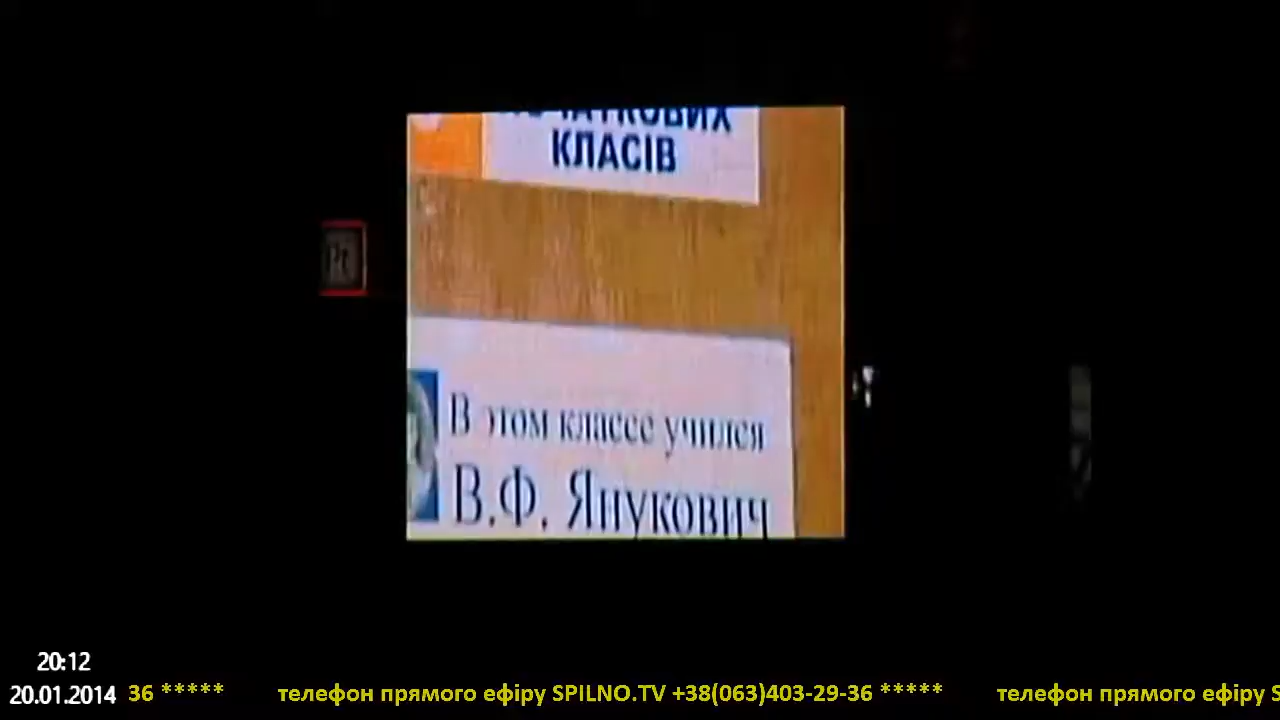 КЛАСІВ
В этом классе учился
В.Ф. Янукович
20:12
20.01.2014
36 ***** телефон прямого ефіру SPILNO.TV +38(063)403-29-36 ***** телефон прямого ефіру S